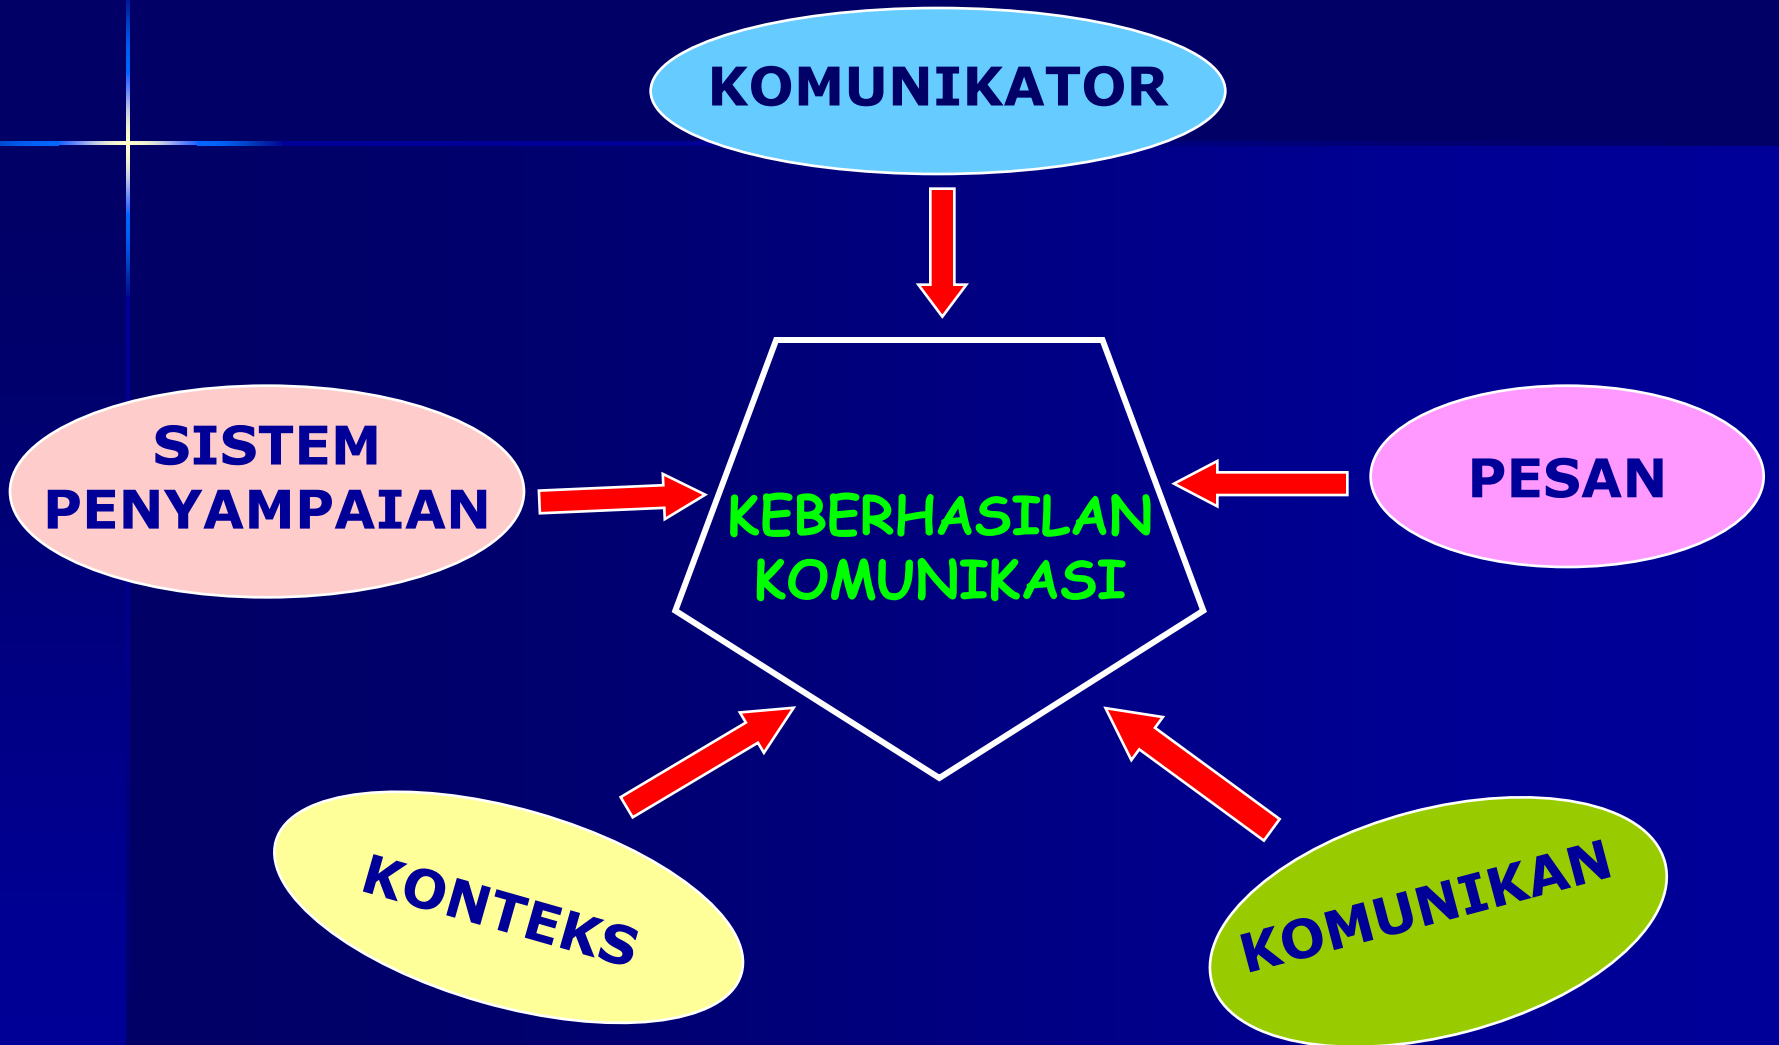 KOMUNIKATOR
SISTEM
PENYAMPAIAN
PESAN
KEBERHASILAN
KOMUNIKASI
KONTEKS
KOMUNIKAN